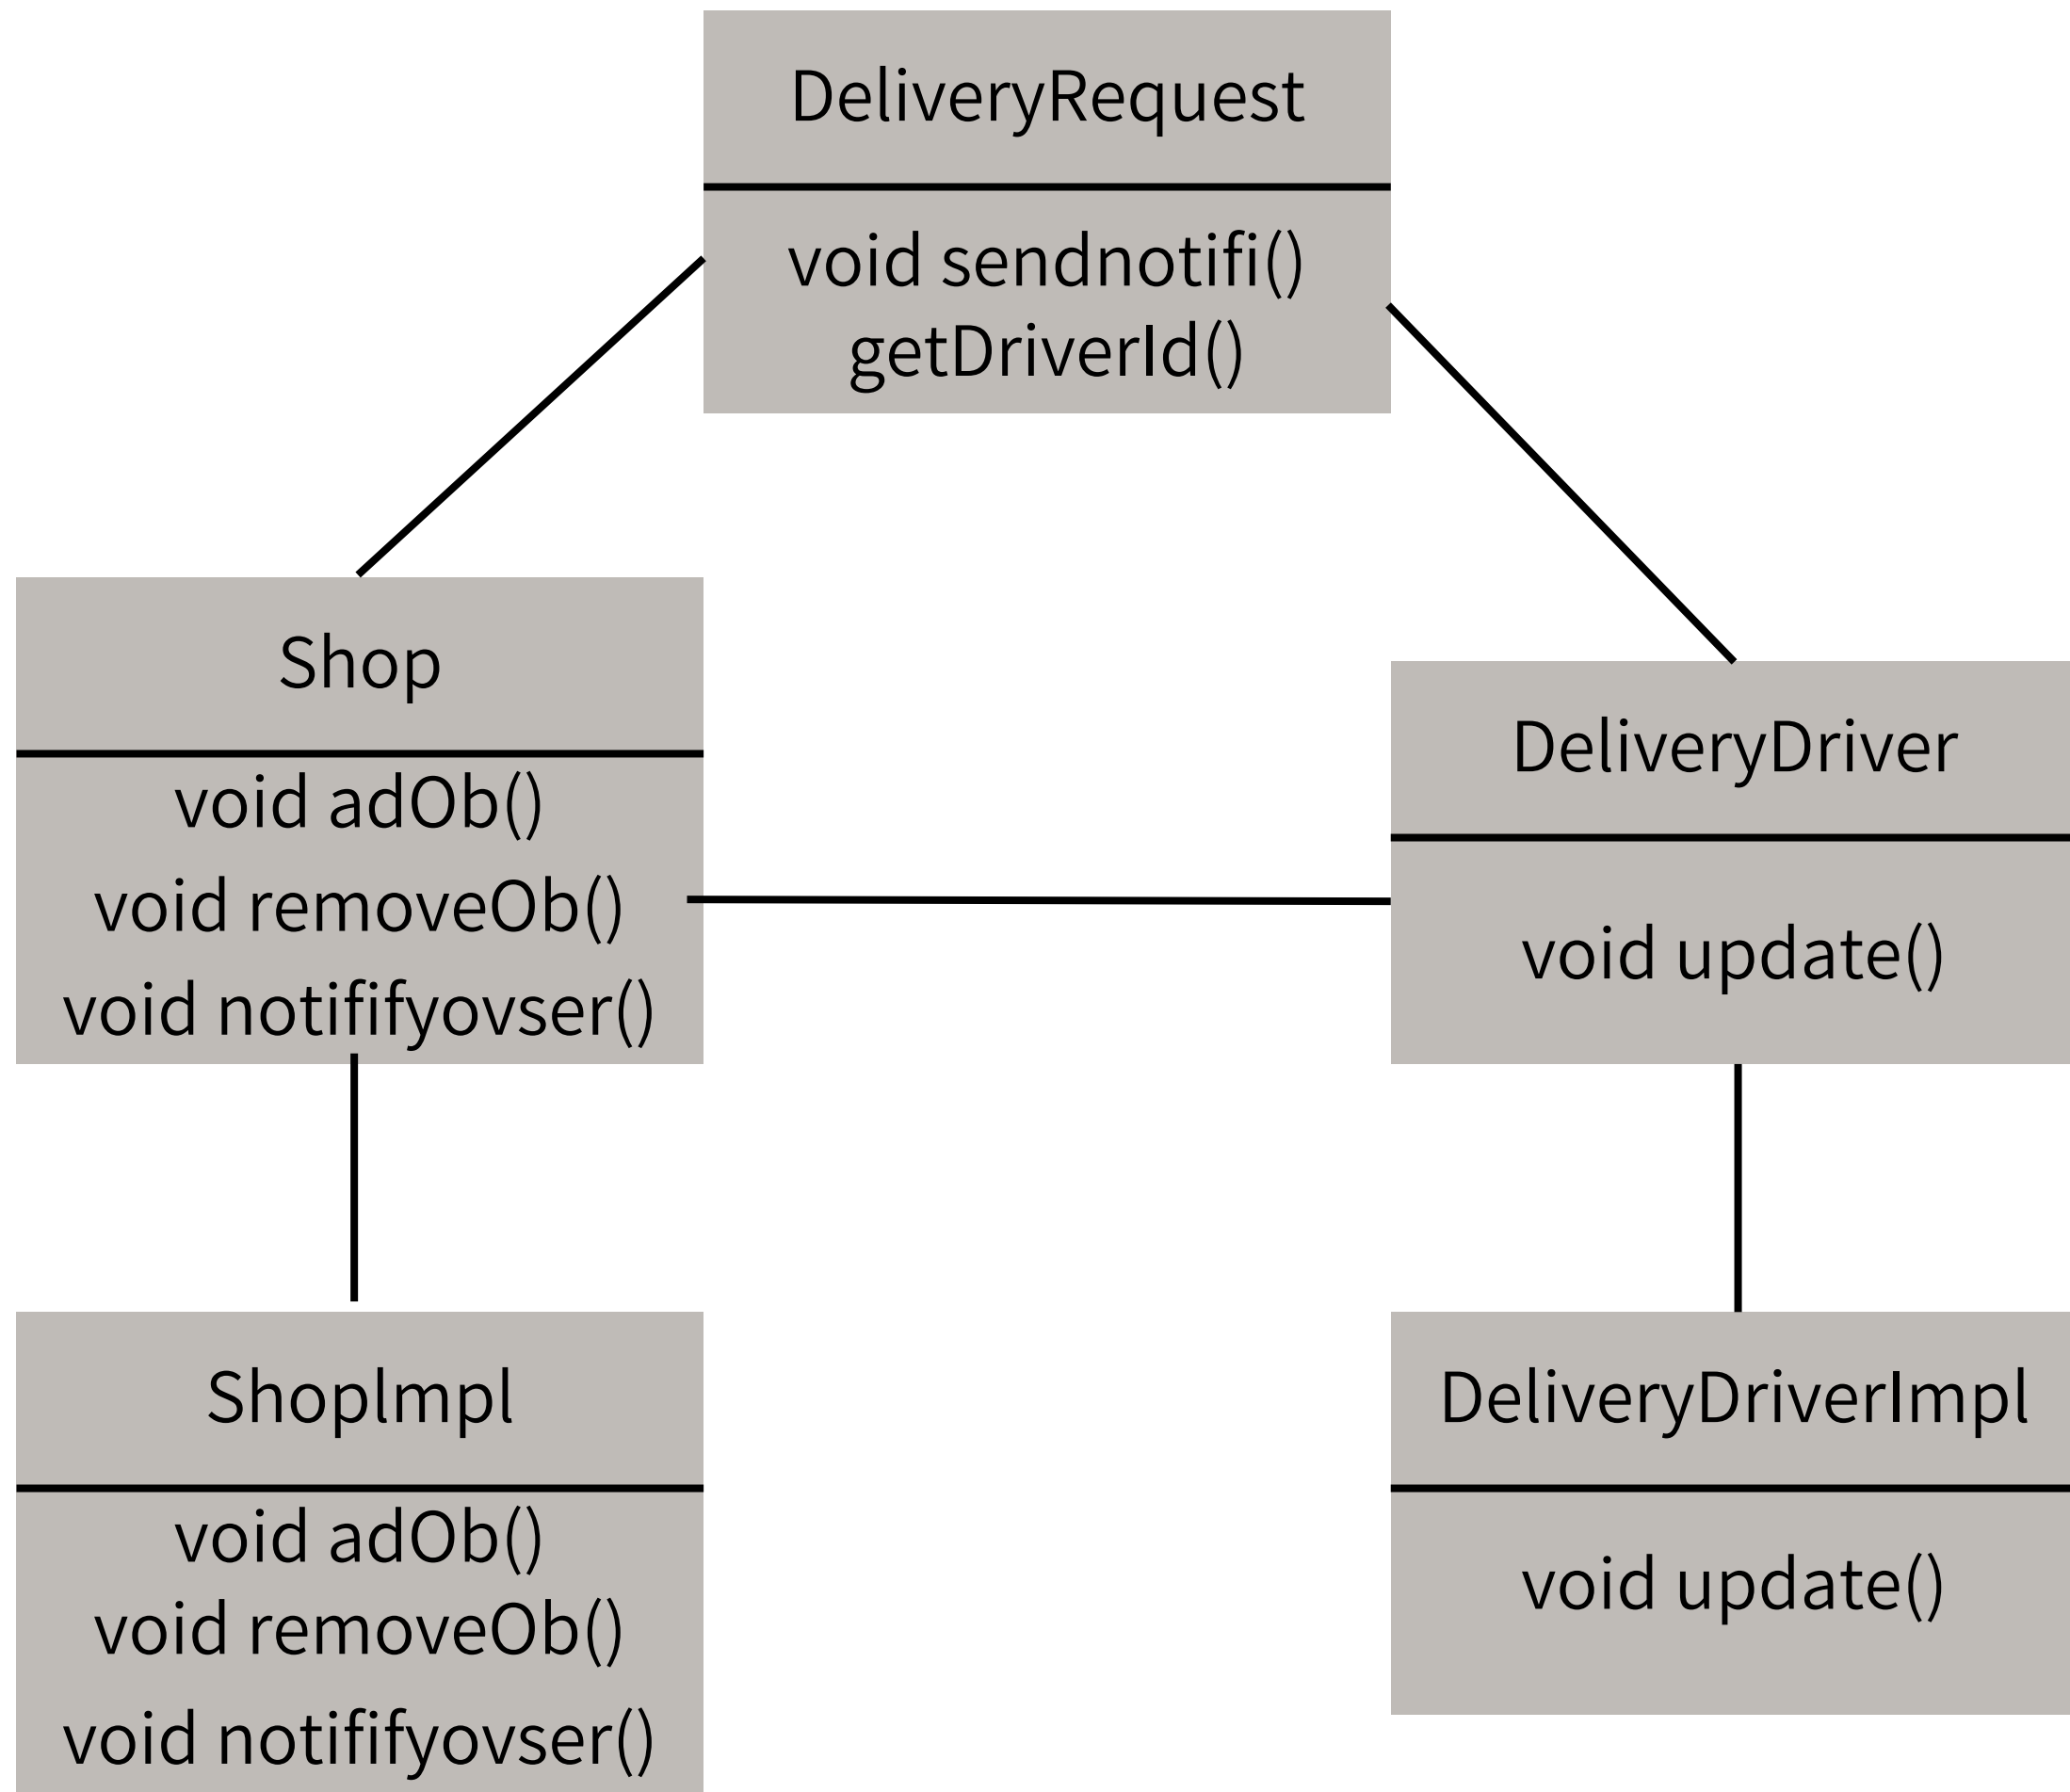 DeliveryRequest
void sendnotifi()
getDriverId()
Shop
void adOb()
void removeOb()
void notififyovser()
DeliveryDriver
void update()
ShopImpl
void adOb()
void removeOb()
void notififyovser()
DeliveryDriverImpl
void update()